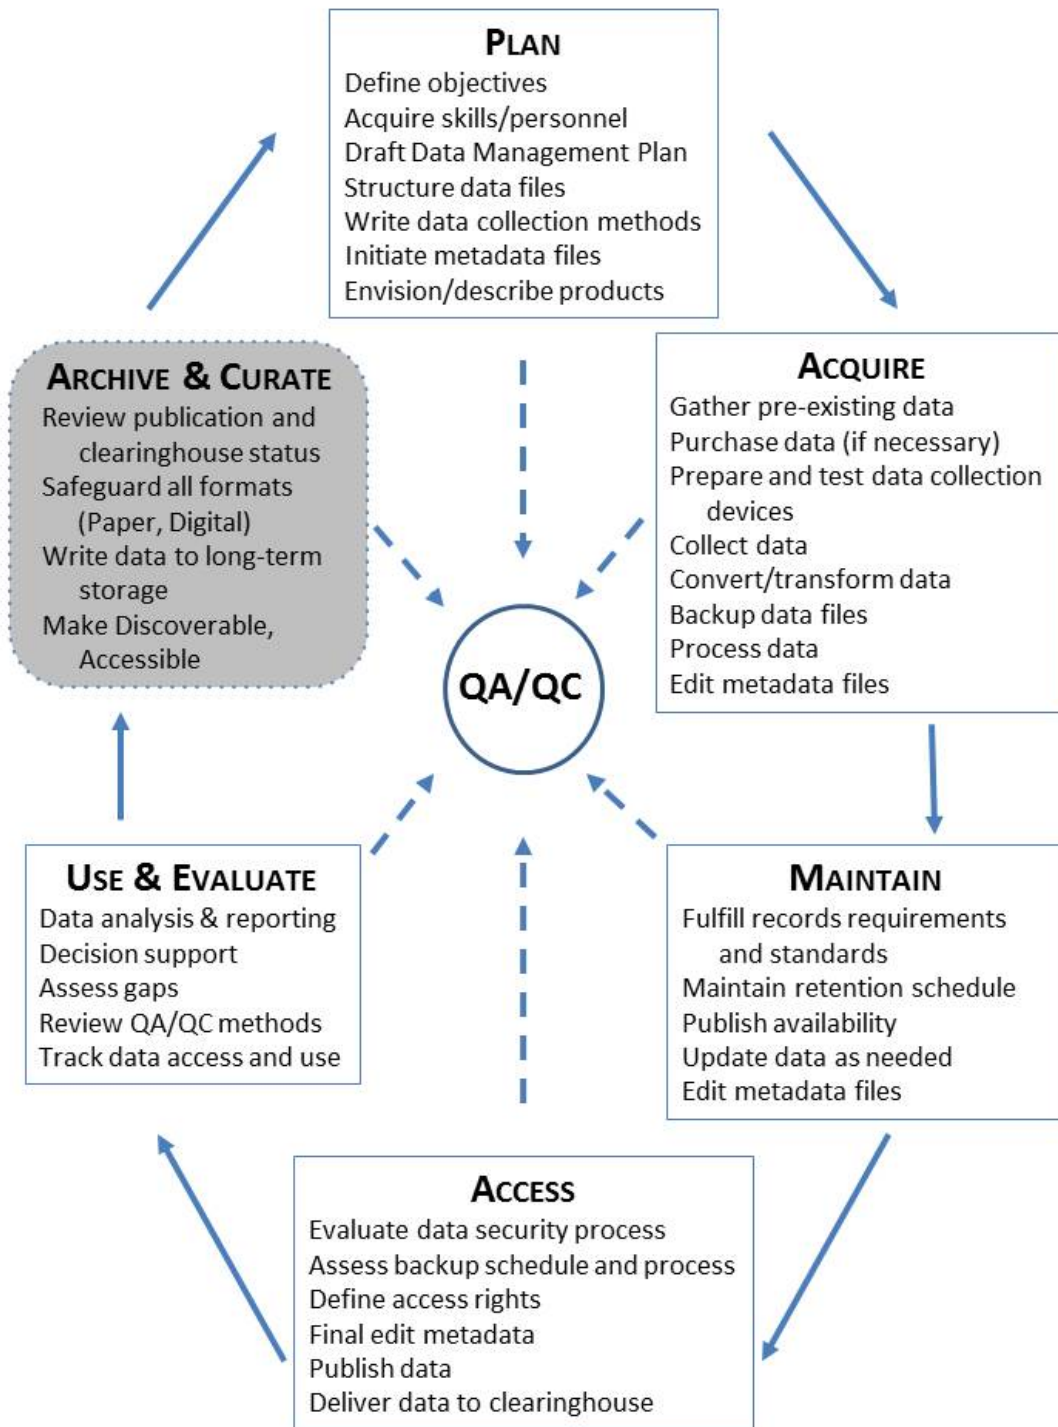 PLAN
Define objectives
Acquire skills/personnel
Draft Data Management Plan
Structure data files
Write data collection methods
Initiate metadata files
Envision/describe products
ACQUIRE
Gather pre-existing data
Purchase data (if necessary)
Prepare and test data collection
devices
Collect data
Convert/transform data
Backup data files
Process data
Edit metadata files
MAINTAIN
Fulfill records requirements
and standards
Maintain retention schedule
Publish availability
Update data as needed
Edit metadata files
ACCESS
Evaluate data security process
Assess backup schedule and process
Define access rights
Final edit metadata
Publish data
Deliver data to clearinghouse
USE & EVALUATE
Data analysis & reporting
Decision support
Assess gaps
Review QA/QC methods
Track data access and use
ARCHIVE & CURATE
Review publication and
clearinghouse status
Safeguard all formats
(Paper, Digital)
Write data to long-term
storage
Make Discoverable,
Accessible
QA/QC